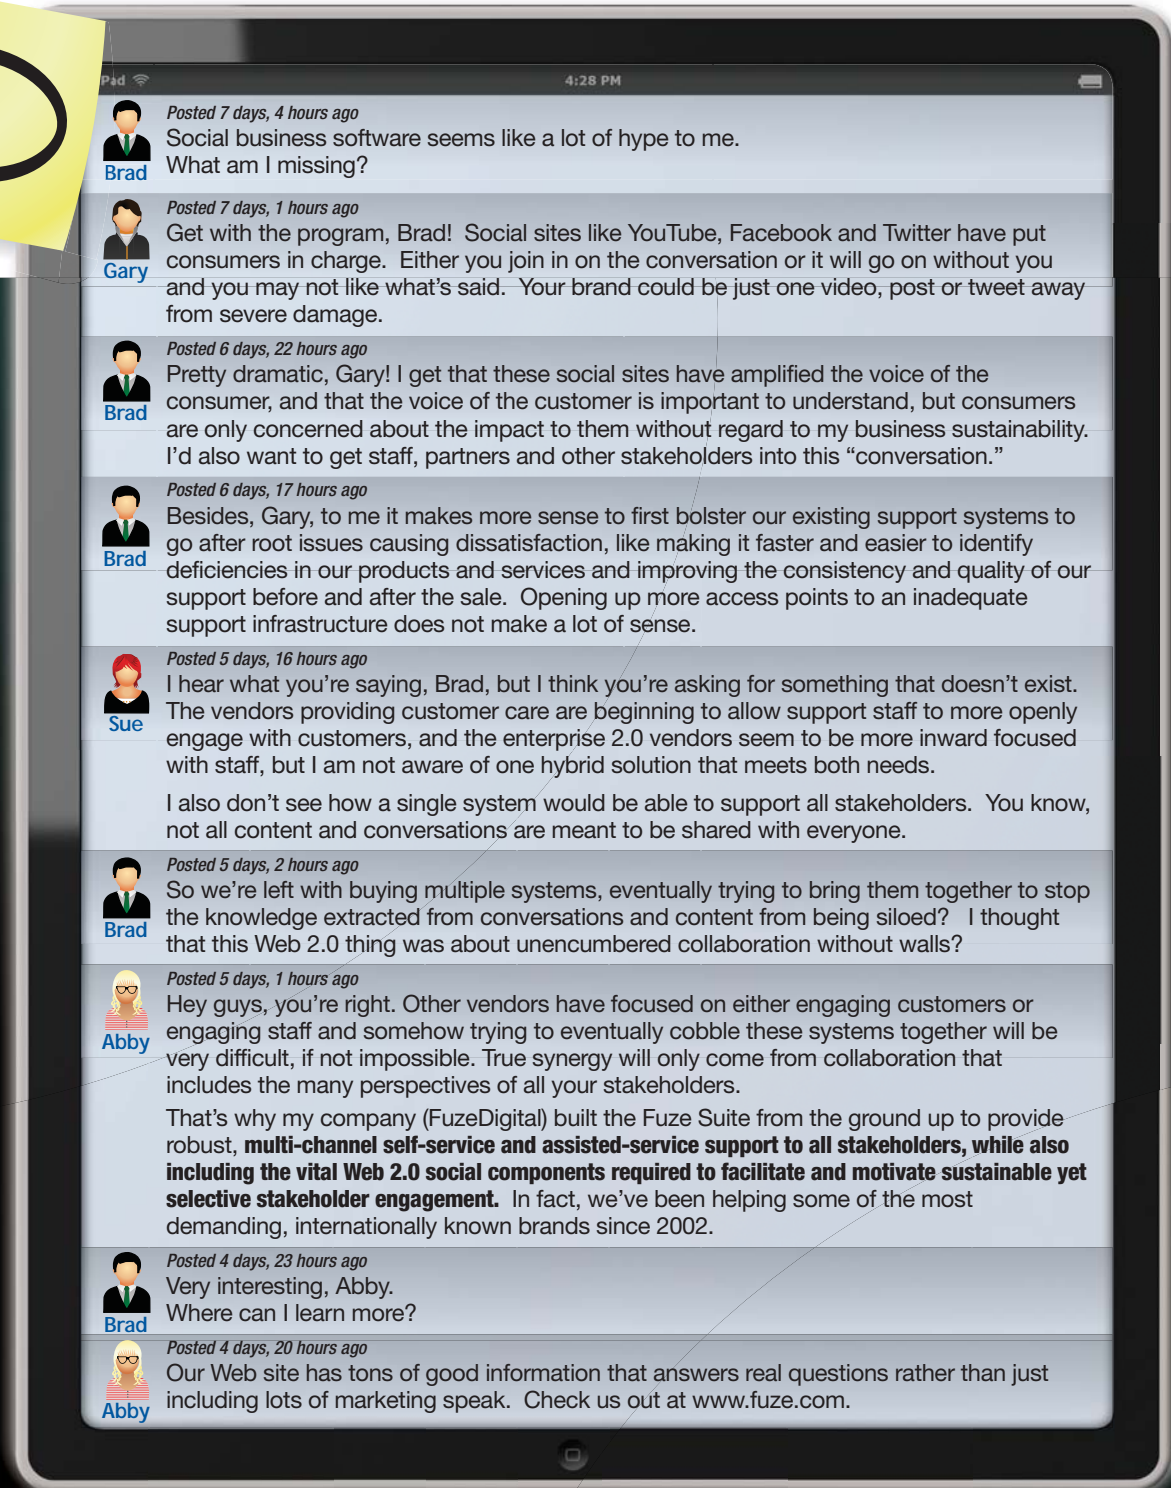 Pad
4:28 PM
Posted 7 days, 4 hours ago
Social business software seems like a lot of hype to me.
What am I missing?
Brad
Posted 7 days, 1 hours ago
Get with the program, Brad!  Social sites like YouTube, Facebook and Twitter have put
consumers in charge.  Either you join in on the conversation or it will go on without you
and you may not like what’s said.  Your brand could be just one video, post or tweet away
from severe damage.
Gary
Posted 6 days, 22 hours ago
Pretty dramatic, Gary! I get that these social sites have amplified the voice of the
consumer, and that the voice of the customer is important to understand, but consumers
are only concerned about the impact to them without regard to my business sustainability.
I’d also want to get staff, partners and other stakeholders into this “conversation.”
Brad
Posted 6 days, 17 hours ago
Besides, Gary, to me it makes more sense to first bolster our existing support systems to
go after root issues causing dissatisfaction, like making it faster and easier to identify
deficiencies in our products and services and improving the consistency and quality of our
support before and after the sale.  Opening up more access points to an inadequate
support infrastructure does not make a lot of sense.
Brad
Posted 5 days, 16 hours ago
I hear what you’re saying, Brad, but I think you’re asking for something that doesn’t exist.
The vendors providing customer care are beginning to allow support staff to more openly
engage with customers, and the enterprise 2.0 vendors seem to be more inward focused
with staff, but I am not aware of one hybrid solution that meets both needs.
I also don’t see how a single system would be able to support all stakeholders.  You know,
not all content and conversations are meant to be shared with everyone.
Sue
Posted 5 days, 2 hours ago
So we’re left with buying multiple systems, eventually trying to bring them together to stop
the knowledge extracted from conversations and content from being siloed?   I thought
that this Web 2.0 thing was about unencumbered collaboration without walls?
Brad
Posted 5 days, 1 hours ago
Hey guys, you’re right. Other vendors have focused on either engaging customers or
engaging staff and somehow trying to eventually cobble these systems together will be
very difficult, if not impossible. True synergy will only come from collaboration that
includes the many perspectives of all your stakeholders.
That’s why my company (FuzeDigital) built the Fuze Suite from the ground up to provide
robust, multi-channel self-service and assisted-service support to all stakeholders, while also
including the vital Web 2.0 social components required to facilitate and motivate sustainable yet
selective stakeholder engagement.  In fact, we’ve been helping some of the most
demanding, internationally known brands since 2002.
Abby
Posted 4 days, 23 hours ago
Very interesting, Abby.
Where can I learn more?
Brad
Posted 4 days, 20 hours ago
Our Web site has tons of good information that answers real questions rather than just
including lots of marketing speak.  Check us out at www.fuze.com.
Abby